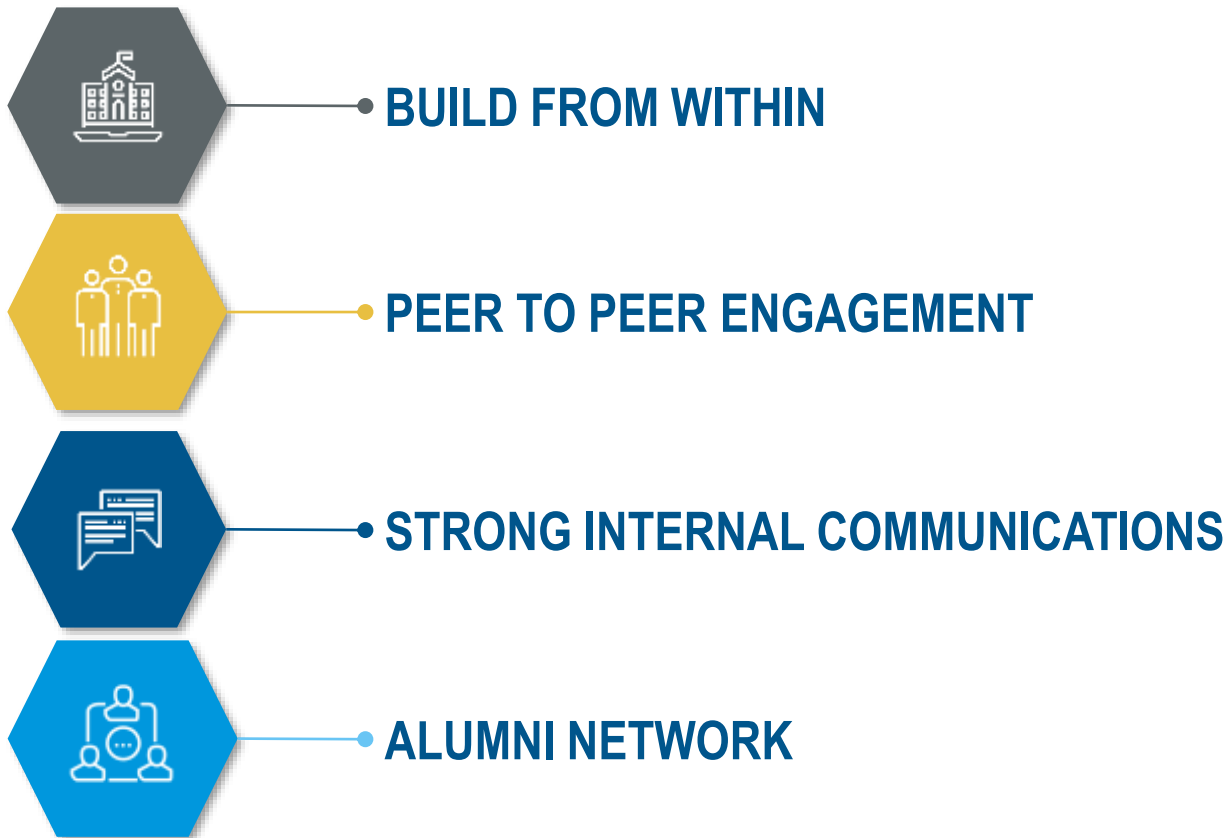 BUILD FROM WITHIN
PEER TO PEER ENGAGEMENT
STRONG INTERNAL COMMUNICATIONS
ALUMNI NETWORK